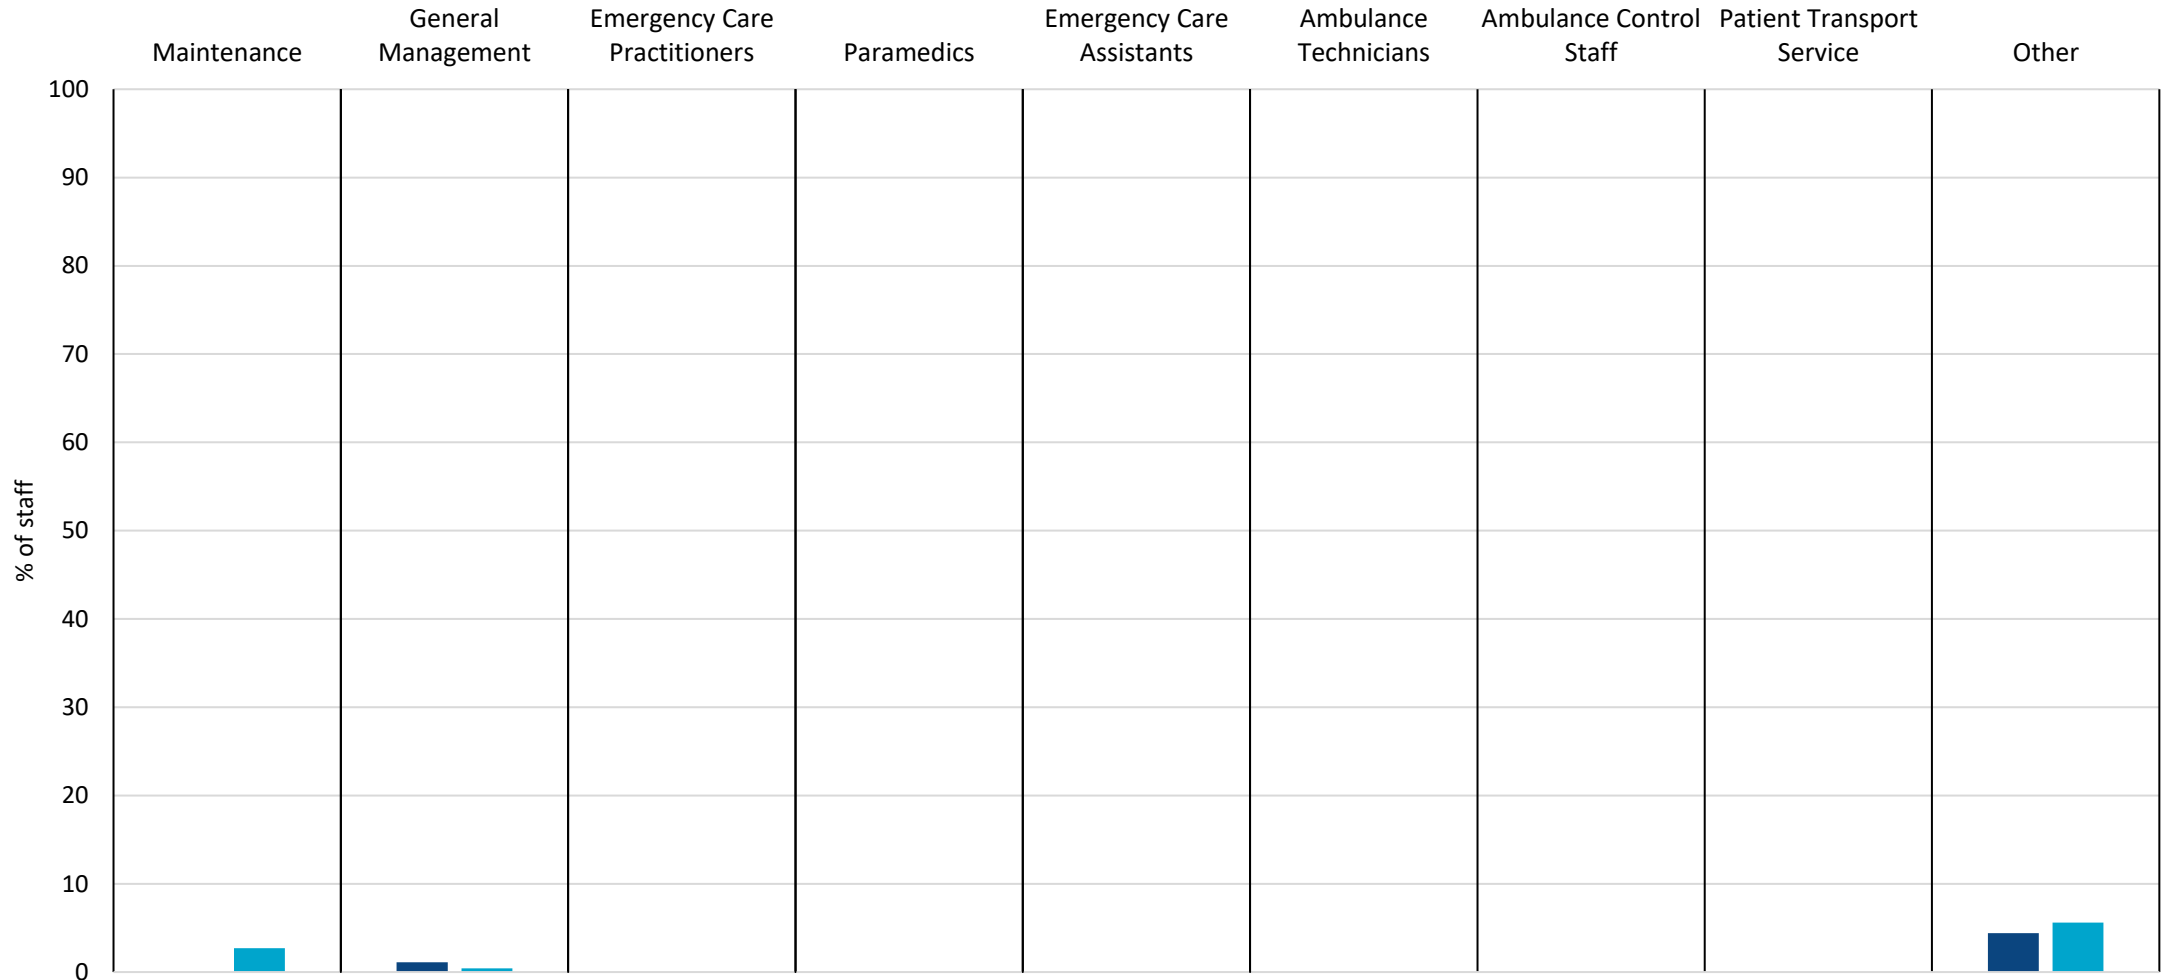 Maintenance
General
Management
Emergency Care
Practitioners
Paramedics
Emergency Care
Assistants
Ambulance
Technicians
Ambulance Control
Staff
Patient Transport
Service
Other
100
90
80
70
60
50
40
30
20
10
0
% of staff